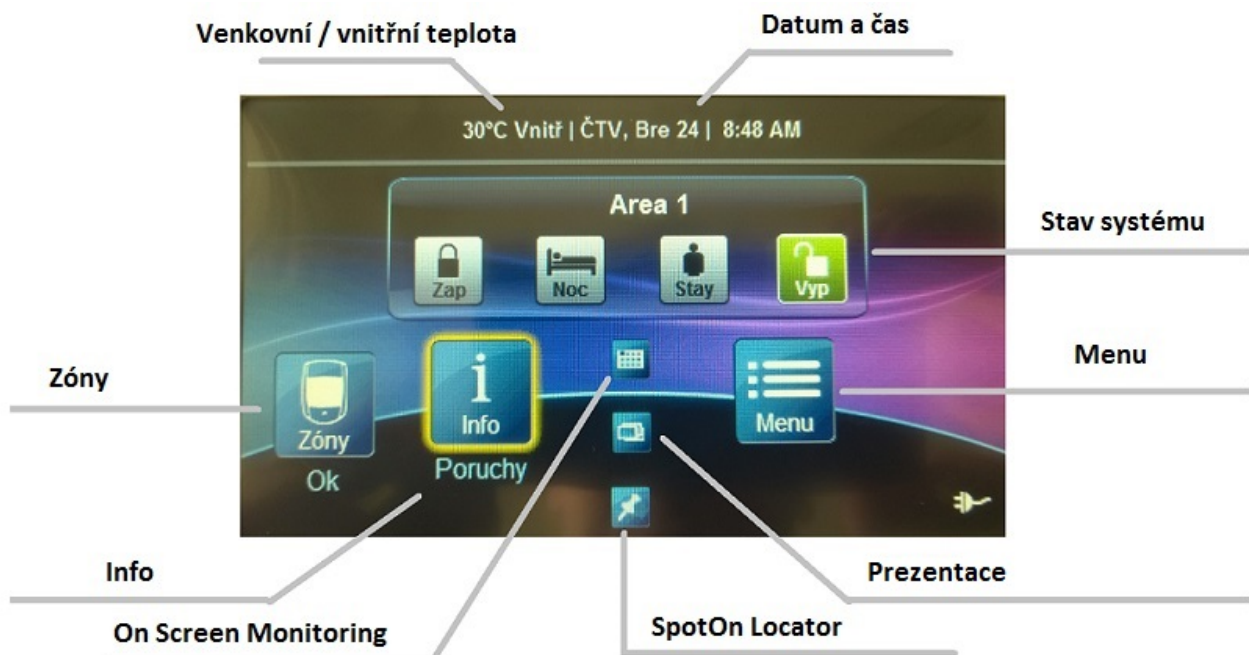 Venkovní / vnitřní teplota
Datum a čas
30°C Vnitř | ČTV, Bre 24 | 8:48 AM
Area 1
Stav systému
Zap
Noc
Stay
Vyp
Zóny
Menu
Zóny
Info
Menu
Ok
Poruchy
Info
Prezentace
On Screen Monitoring
SpotOn Locator